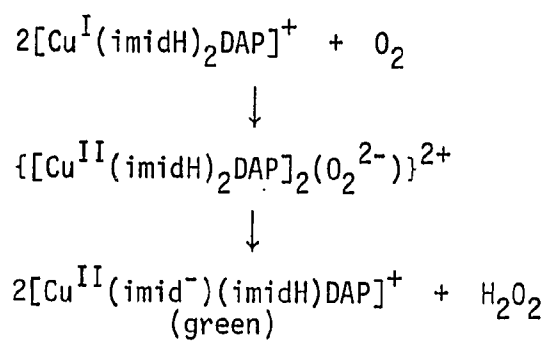 2[Cu^I(imidH)_2DAP]^+ + O_2
↓
{[Cu^II(imidH)_2DAP]_2(O_2^2-)}^2+
↓
2[Cu^II(imid^-)(imidH)DAP]^+ + H_2O_2
(green)